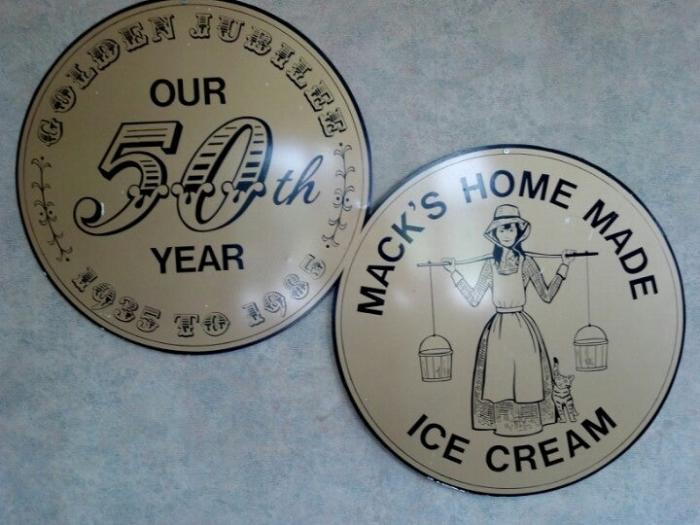 GOLDEN JUBILEE
OUR
50th
YEAR
1935 TO 1985
MACK'S HOME MADE
ICE CREAM